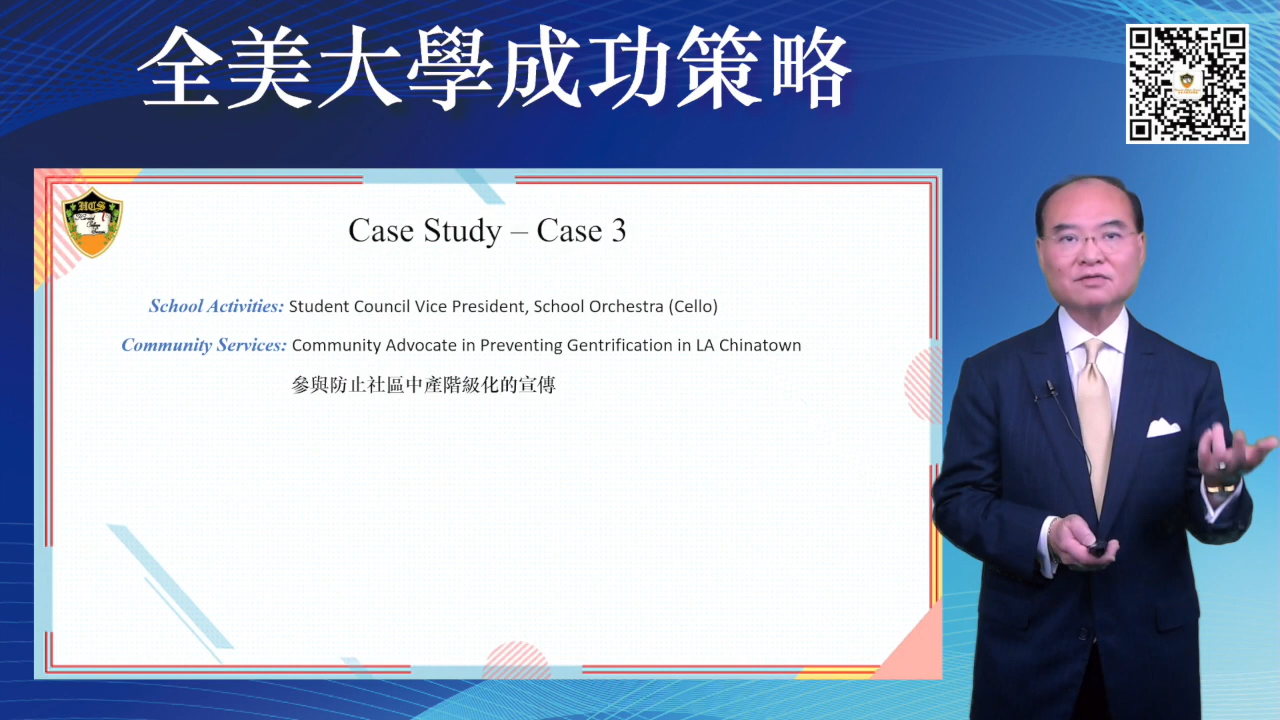 全美大學成功策略
HCS
Case Study – Case 3
School Activities: Student Council Vice President, School Orchestra (Cello)
Community Services: Community Advocate in Preventing Gentrification in LA Chinatown
參與防止社區中產階級化的宣傳